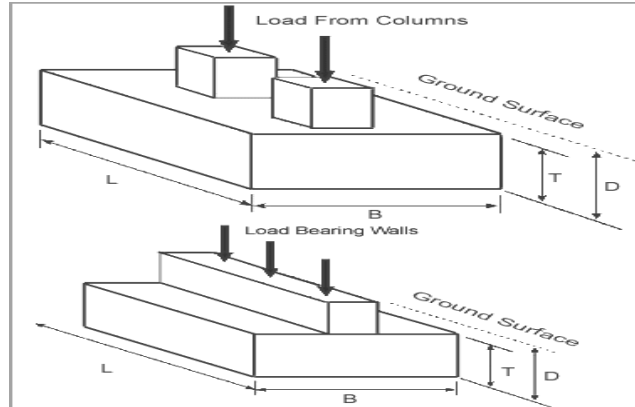 Load From Columns
Ground Surface
T
D
L
B
Load Bearing Walls
Ground Surface
T
D
L
B